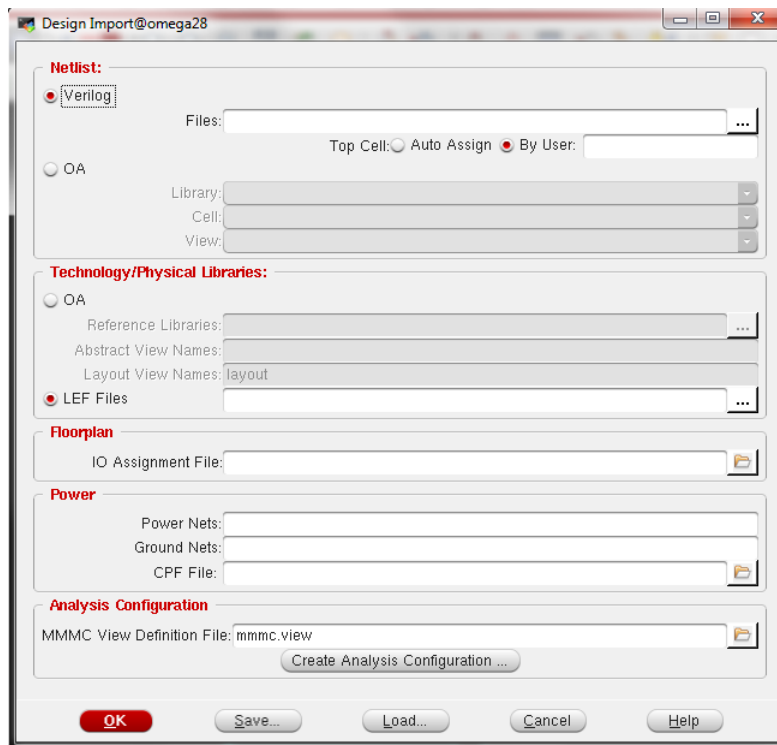 Design Import@omega28
Netlist:
Verilog
Files: ...
Top Cell: Auto Assign By User:
OA
Library:
Cell:
View:
Technology/Physical Libraries:
OA
Reference Libraries: ...
Abstract View Names:
Layout View Names: layout
LEF Files ...
Floorplan
IO Assignment File:
Power
Power Nets:
Ground Nets:
CPF File:
Analysis Configuration
MMMC View Definition File: mmmc.view
Create Analysis Configuration ...
OK Save... Load... Cancel Help